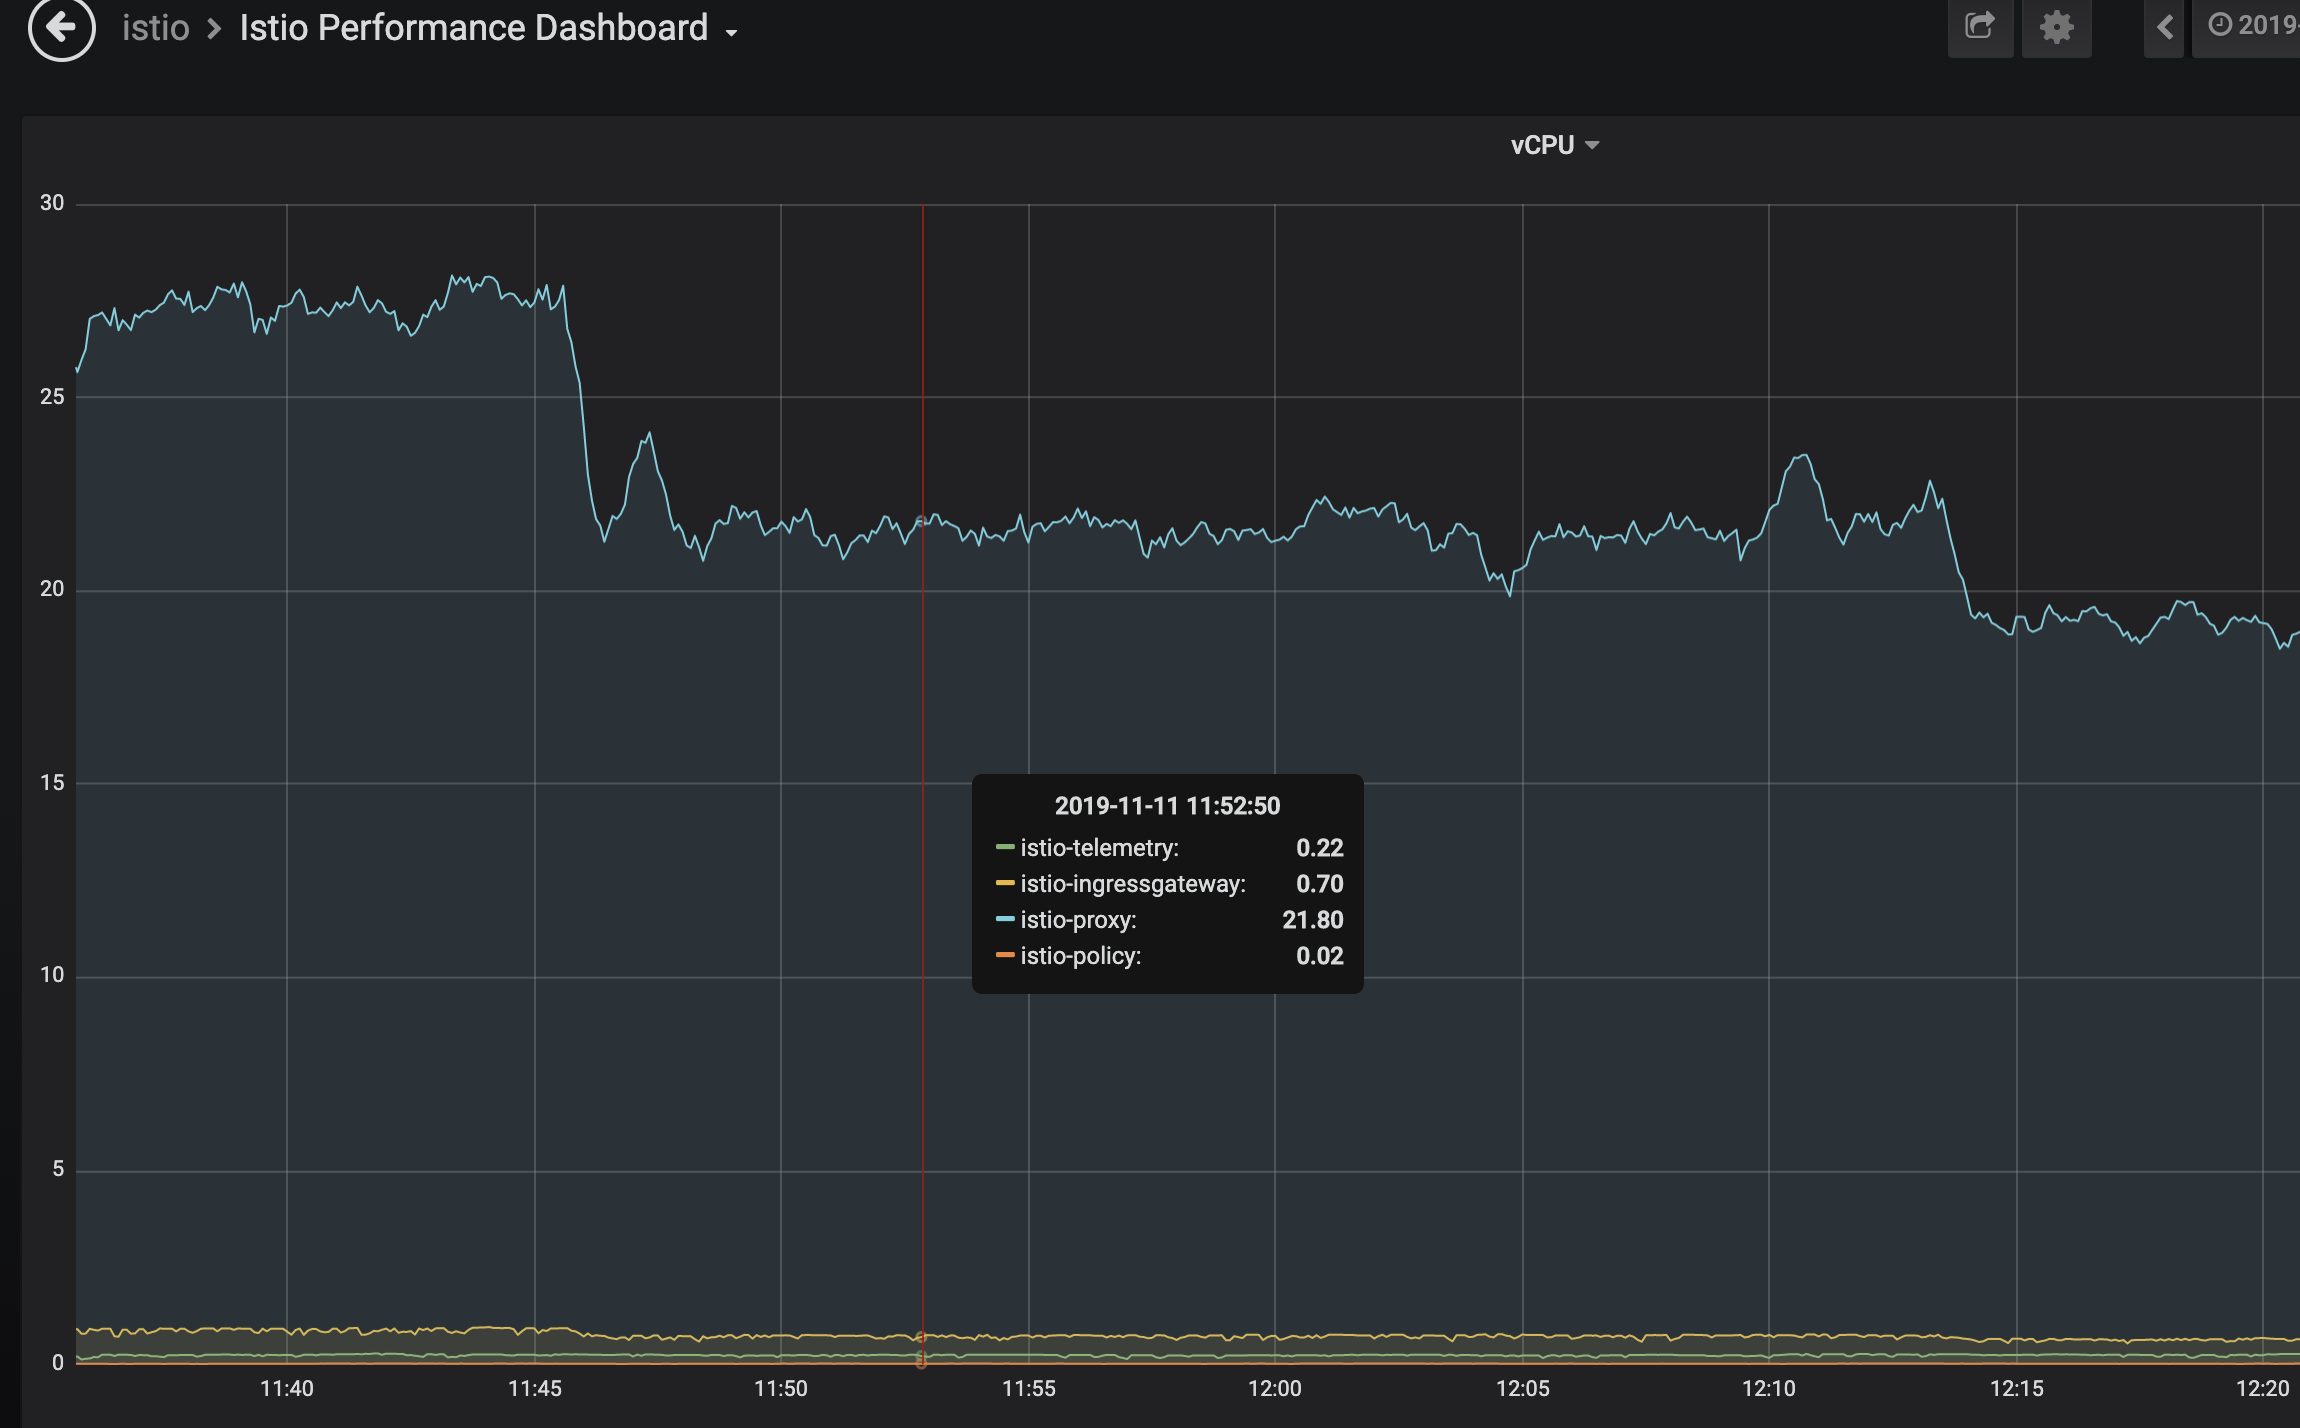 istio > Istio Performance Dashboard
2019-
vCPU
30
25
20
15
10
5
0
2019-11-11 11:52:50
istio-telemetry: 0.22
istio-ingressgateway: 0.70
istio-proxy: 21.80
istio-policy: 0.02
11:40 11:45 11:50 11:55 12:00 12:05 12:10 12:15 12:20